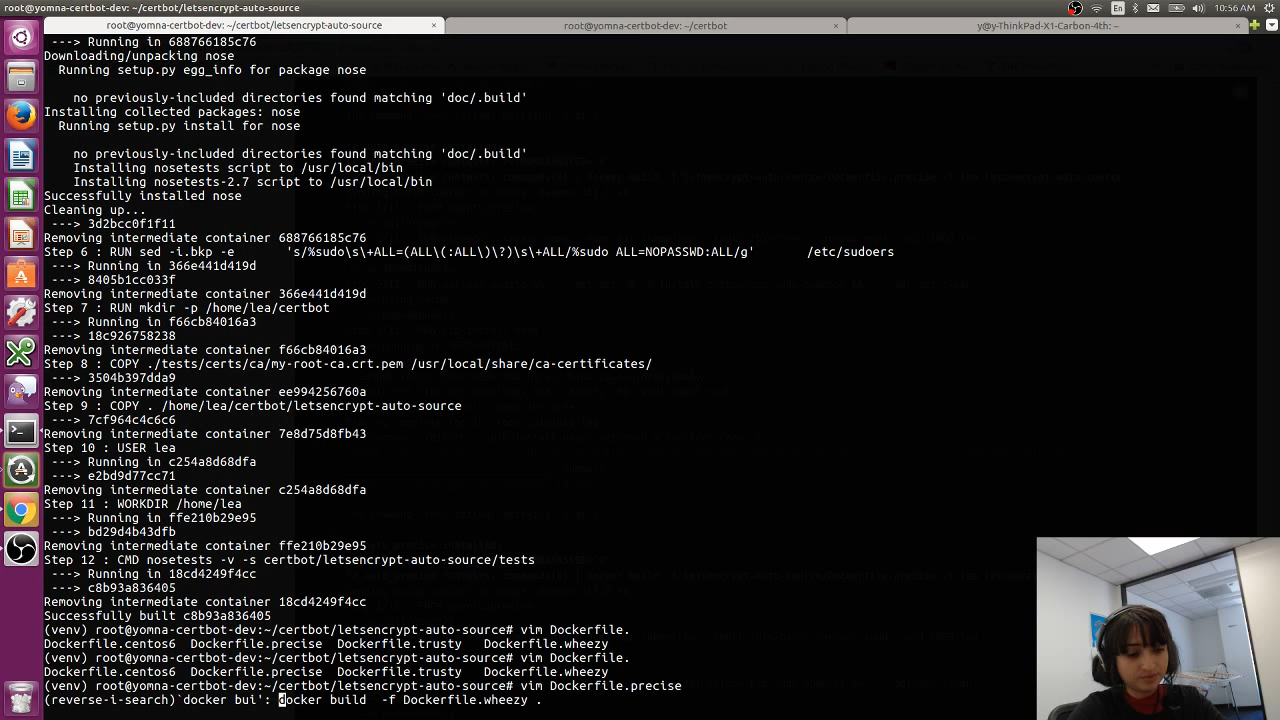 root@yomna-certbot-dev: ~/certbot/letsencrypt-auto-source
En
10:56 AM
root@yomna-certbot-dev: ~/certbot/letsencrypt-auto-source
root@yomna-certbot-dev: ~/certbot
y@y-ThinkPad-X1-Carbon-4th: ~
---> Running in 688766185c76
Downloading/unpacking nose
Running setup.py egg_info for package nose
no previously-included directories found matching 'doc/.build'
Installing collected packages: nose
Running setup.py install for nose
no previously-included directories found matching 'doc/.build'
Installing nosetests script to /usr/local/bin
Installing nosetests-2.7 script to /usr/local/bin
Successfully installed nose
Cleaning up...
---> 3d2bcc0f1f11
Removing intermediate container 688766185c76
Step 6 : RUN sed -i.bkp -e 's/%sudo\s\+ALL=(ALL\(:ALL\)\?)\s\+ALL/%sudo ALL=NOPASSWD:ALL/g' /etc/sudoers
---> Running in 366e441d419d
---> 8405b1cc033f
Removing intermediate container 366e441d419d
Step 7 : RUN mkdir -p /home/lea/certbot
---> Running in f66cb84016a3
---> 18c926758238
Removing intermediate container f66cb84016a3
Step 8 : COPY ./tests/certs/ca/my-root-ca.crt.pem /usr/local/share/ca-certificates/
---> 3504b397dda9
Removing intermediate container ee994256760a
Step 9 : COPY . /home/lea/certbot/letsencrypt-auto-source
---> 7cf964c4c6c6
Removing intermediate container 7e8d75d8fb43
Step 10 : USER lea
---> Running in c254a8d68dfa
---> e2bd9d77cc71
Removing intermediate container c254a8d68dfa
Step 11 : WORKDIR /home/lea
---> Running in ffe210b29e95
---> bd29d4b43dfb
Removing intermediate container ffe210b29e95
Step 12 : CMD nosetests -v -s certbot/letsencrypt-auto-source/tests
---> Running in 18cd4249f4cc
---> c8b93a836405
Removing intermediate container 18cd4249f4cc
Successfully built c8b93a836405
(venv) root@yomna-certbot-dev:~/certbot/letsencrypt-auto-source# vim Dockerfile.
Dockerfile.centos6 Dockerfile.precise Dockerfile.trusty Dockerfile.wheezy
(venv) root@yomna-certbot-dev:~/certbot/letsencrypt-auto-source# vim Dockerfile.
Dockerfile.centos6 Dockerfile.precise Dockerfile.trusty Dockerfile.wheezy
(venv) root@yomna-certbot-dev:~/certbot/letsencrypt-auto-source# vim Dockerfile.precise
(reverse-i-search)`docker bui': docker build -f Dockerfile.wheezy .